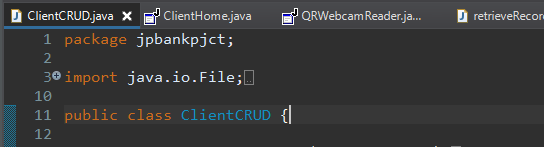 ClientCRUD.java ClientHome.java QRWebcamReader.ja... retrieveRecor
1 package jpbankpjct;
2
3 import java.io.File;
10
11 public class ClientCRUD {
12